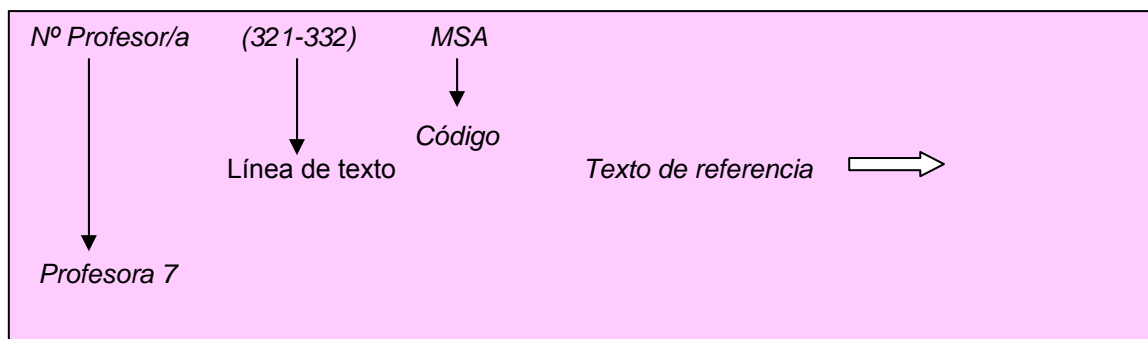 Nº Profesor/a (321-332) MSA
Código
Línea de texto Texto de referencia
Profesora 7